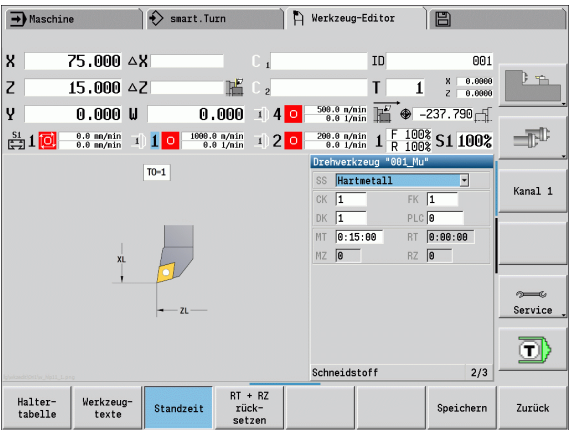 Maschine smart.Turn Werkzeug-Editor
X 75.000 ΔX C 1 ID 001
Z 15.000 ΔZ C 2 T 1 X 0.0000
Z 0.0000
Y 0.000 W 0.000 4 500.0 m/min
0.0 1/min -237.790
S1 1 0.0 mm/min
0.0 mm/min 1 1000.0 m/min
0.0 1/min 2 200.0 m/min
0.0 1/min 1 F 100%
R 100% S1 100%
Drehwerkzeug "001_Mu"
TO=1
SS Hartmetall
CK 1 FK 1
DK 1 PLC 0
MT 0:15:00 RT 0:00:00
MZ 0 RZ 0
XL
ZL
Schneidstoff 2/3
Kanal 1
Service
T
Halter-
tabelle
Werkzeug-
texte
Standzeit
RT + RZ
rück-
setzen
Speichern
Zurück